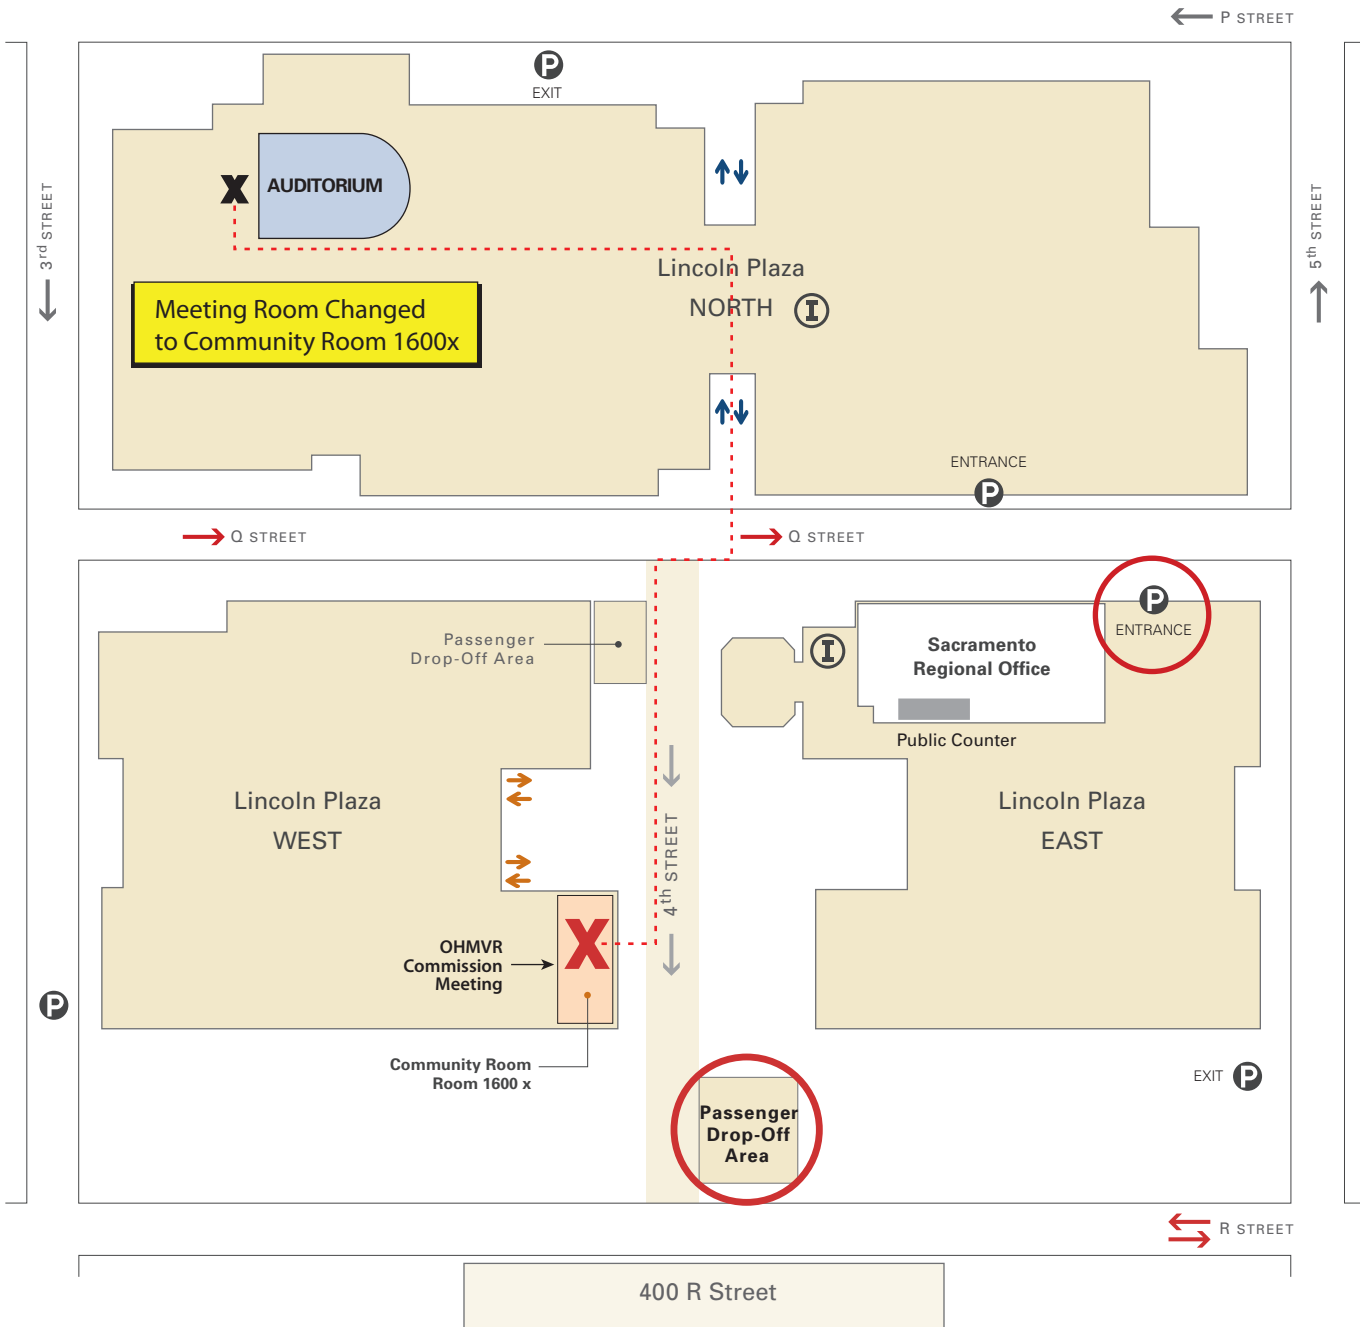 P STREET
P
EXIT
X
AUDITORIUM
3rd STREET
5th STREET
Lincoln Plaza
NORTH
I
Meeting Room Changed
to Community Room 1600x
ENTRANCE
P
Q STREET
Q STREET
P
ENTRANCE
Passenger
Drop-Off Area
I
Sacramento
Regional Office
Public Counter
Lincoln Plaza
WEST
4th STREET
Lincoln Plaza
EAST
X
OHMVR
Commission
Meeting
P
Community Room
Room 1600 x
EXIT P
Passenger
Drop-Off
Area
R STREET
400 R Street